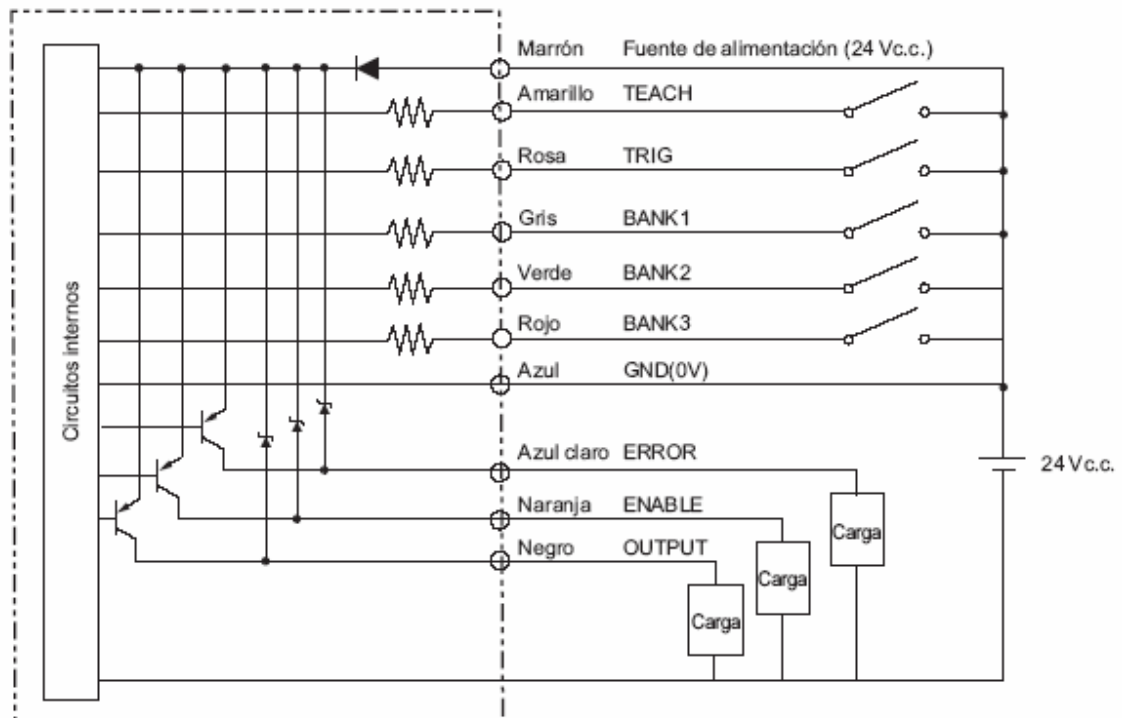 Marrón Fuente de alimentación (24 Vc.c.)
Amarillo TEACH
Rosa TRIG
Gris BANK1
Verde BANK2
Rojo BANK3
Azul GND(0V)
Circuitos internos
Azul claro ERROR
24 Vc.c.
Naranja ENABLE
Carga
Negro OUTPUT
Carga
Carga